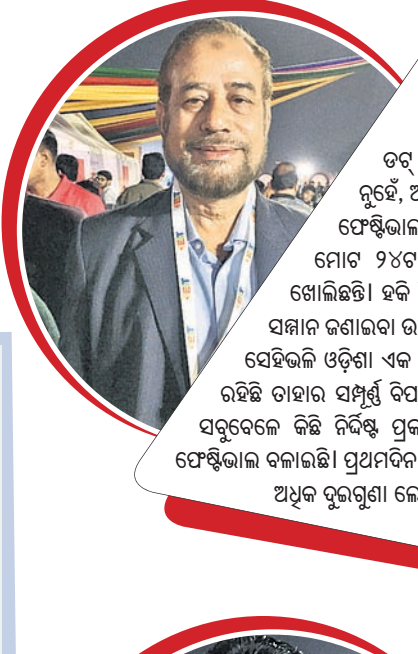 ଡଟ୍
ନୁହେଁ, ଅ
ଫେଷ୍ଟିଭାଲ
ମୋଟ ୨୪ଟ
ଖୋଲିଛନ୍ତି। ହକି
ସମ୍ମାନ ଜଣାଇବା ଉ
ସେହିଭଳି ଓଡ଼ିଶା ଏକ
ରହିଛି ତାହାର ସମ୍ପୂର୍ଣ୍ଣ ବିପ
ସବୁବେଳେ କିଛି ନିର୍ଦ୍ଦିଷ୍ଟ ପ୍ରକ
ଫେଷ୍ଟିଭାଲ ବଳାଇଛି। ପ୍ରଥମଦିନ
ଅଧିକ ଦୁଇଗୁଣା ଲୋ